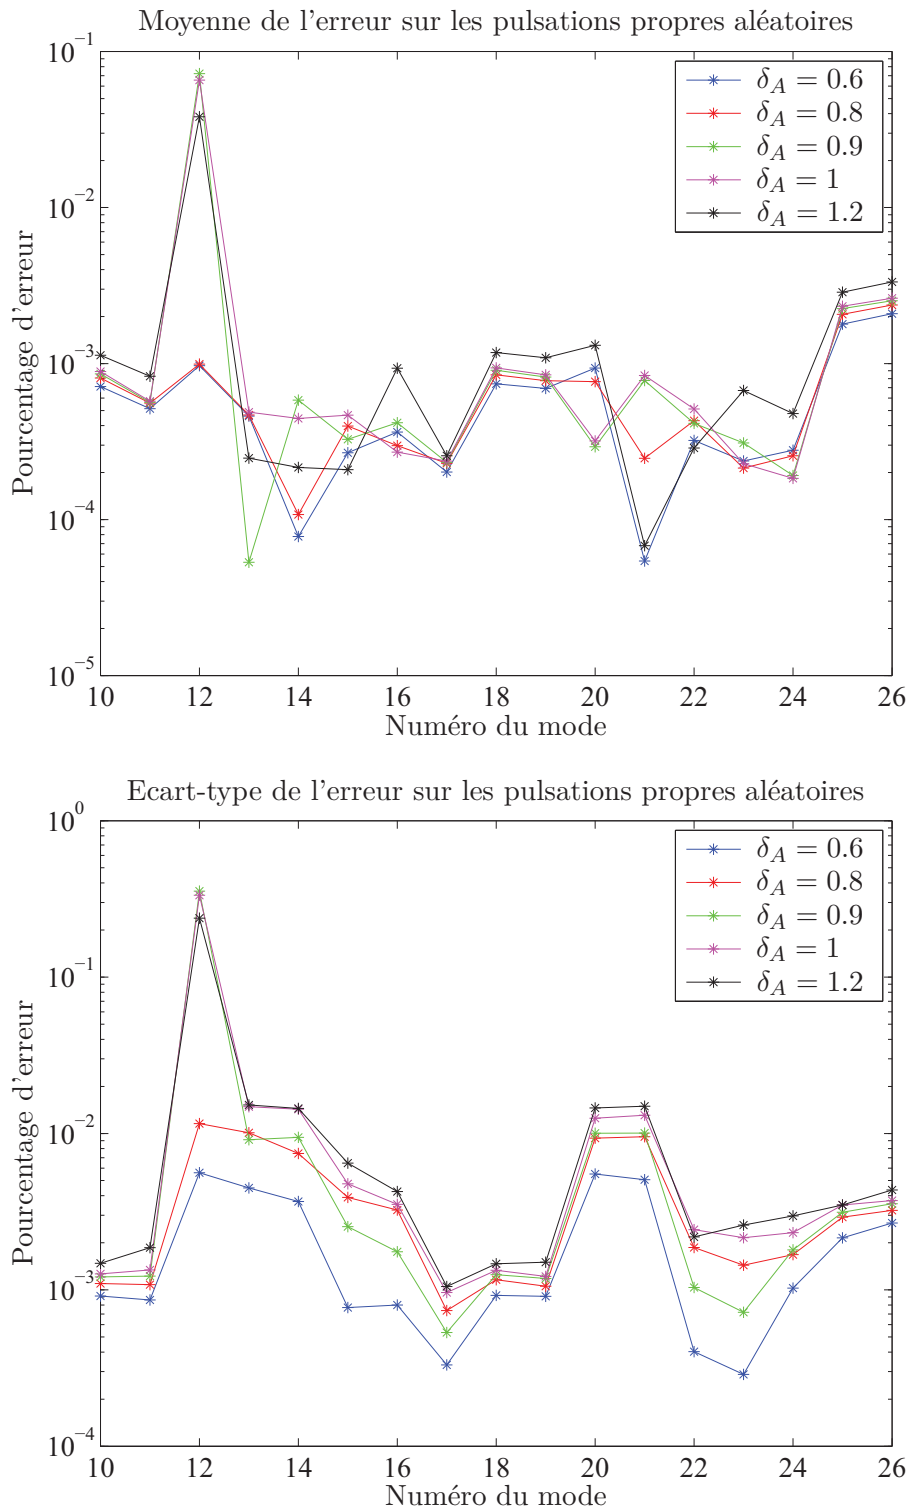 Moyenne de l'erreur sur les pulsations propres aléatoires
Pourcentage d'erreur
10^{-1}
10^{-2}
10^{-3}
10^{-4}
10^{-5}
δ_A = 0.6
δ_A = 0.8
δ_A = 0.9
δ_A = 1
δ_A = 1.2
10 12 14 16 18 20 22 24 26
Numéro du mode
Ecart-type de l'erreur sur les pulsations propres aléatoires
Pourcentage d'erreur
10^{0}
10^{-1}
10^{-2}
10^{-3}
10^{-4}
δ_A = 0.6
δ_A = 0.8
δ_A = 0.9
δ_A = 1
δ_A = 1.2
10 12 14 16 18 20 22 24 26
Numéro du mode